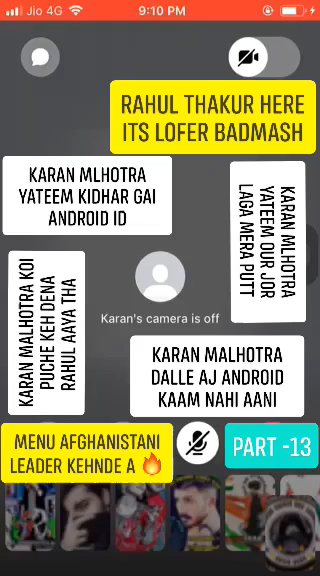 Jio 4G
9:10 PM
RAHUL THAKUR HERE
ITS LOFER BADMASH
KARAN MLHOTRA
YATEEM KIDHAR GAI
ANDROID ID
KARAN MLHOTRA
YATEEM OUR JOR
LAGA MERA PUTT
KARAN MALHOTRA KOI
PUCHE KEH DENA
RAHUL AAYA THA
Karan's camera is off
KARAN MALHOTRA
DALLE AJ ANDROID
KAAM NAHI AANI
MENU AFGHANISTANI
LEADER KEHNDE A 🔥
PART -13